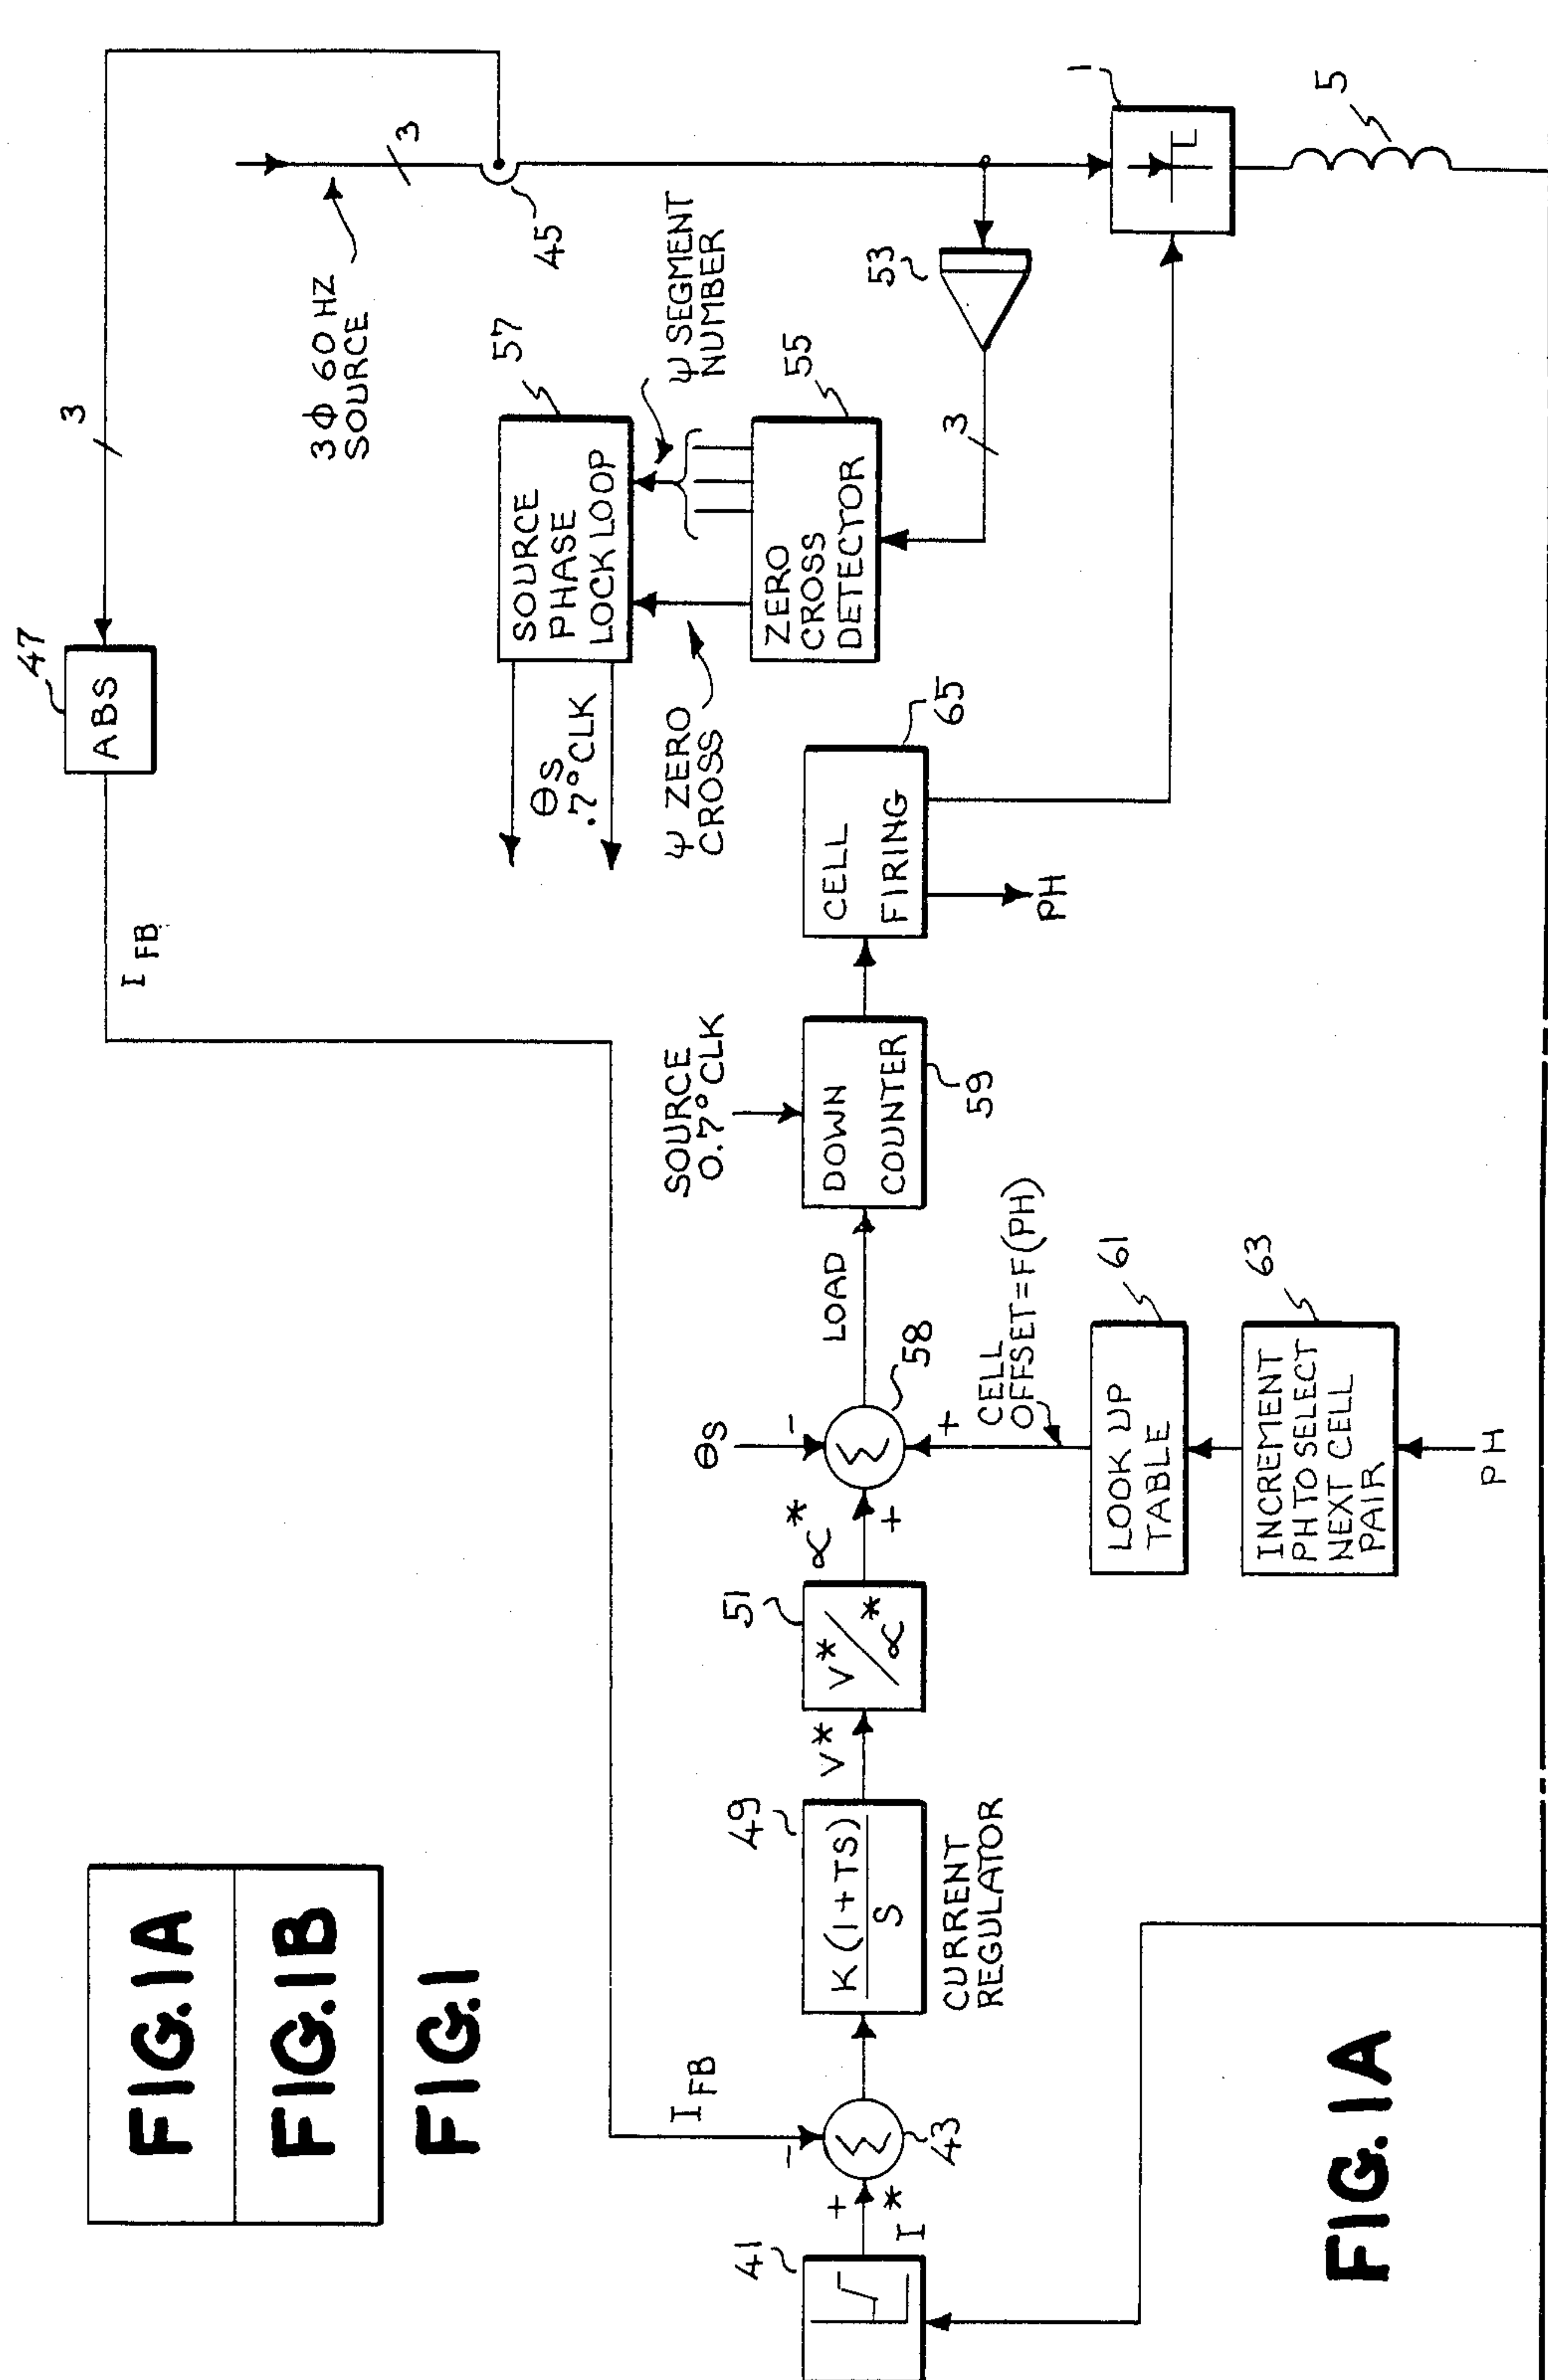 FIG.1A
FIG.1B
FIG.1
3
47
ABS
I FB
3Φ 60 HZ
SOURCE
3
45
57
SOURCE
PHASE
LOCK LOOP
θS
.7° CLK
ψ SEGMENT
NUMBER
ψ ZERO
CROSS
55
ZERO
CROSS
DETECTOR
53
3
1
5
41
I*
+
-
I FB
43
49
K(1+TS)
S
CURRENT
REGULATOR
V*
51
V*/α*
α*
+
θS
-
Σ
58
+
CELL
OFFSET=F(PH)
LOOK UP
TABLE
61
INCREMENT
PH TO SELECT
NEXT CELL
PAIR
63
PH
LOAD
SOURCE
0.7° CLK
DOWN
COUNTER
59
CELL
FIRING
65
PH
Σ
FIG.1A